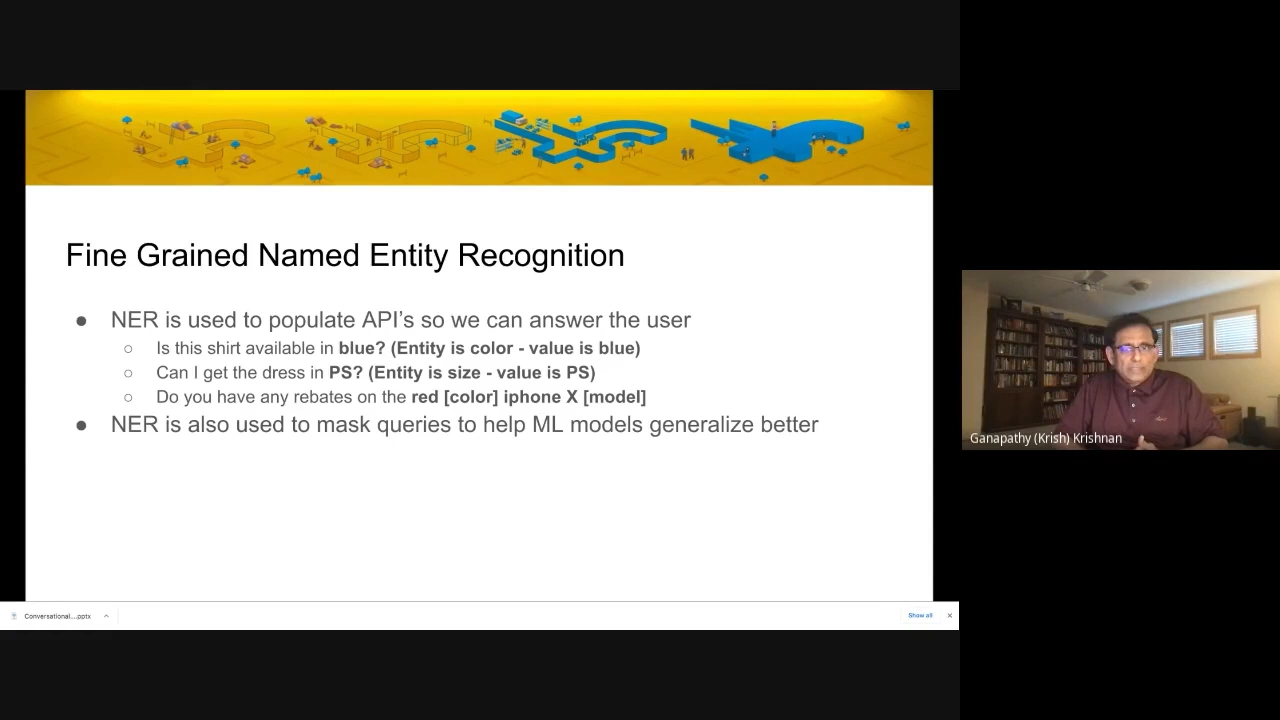 Fine Grained Named Entity Recognition
● NER is used to populate API's so we can answer the user
○ Is this shirt available in blue? (Entity is color - value is blue)
○ Can I get the dress in PS? (Entity is size - value is PS)
○ Do you have any rebates on the red [color] iphone X [model]
● NER is also used to mask queries to help ML models generalize better
Ganapathy (Krish) Krishnan
Conversational....pptx
Show all